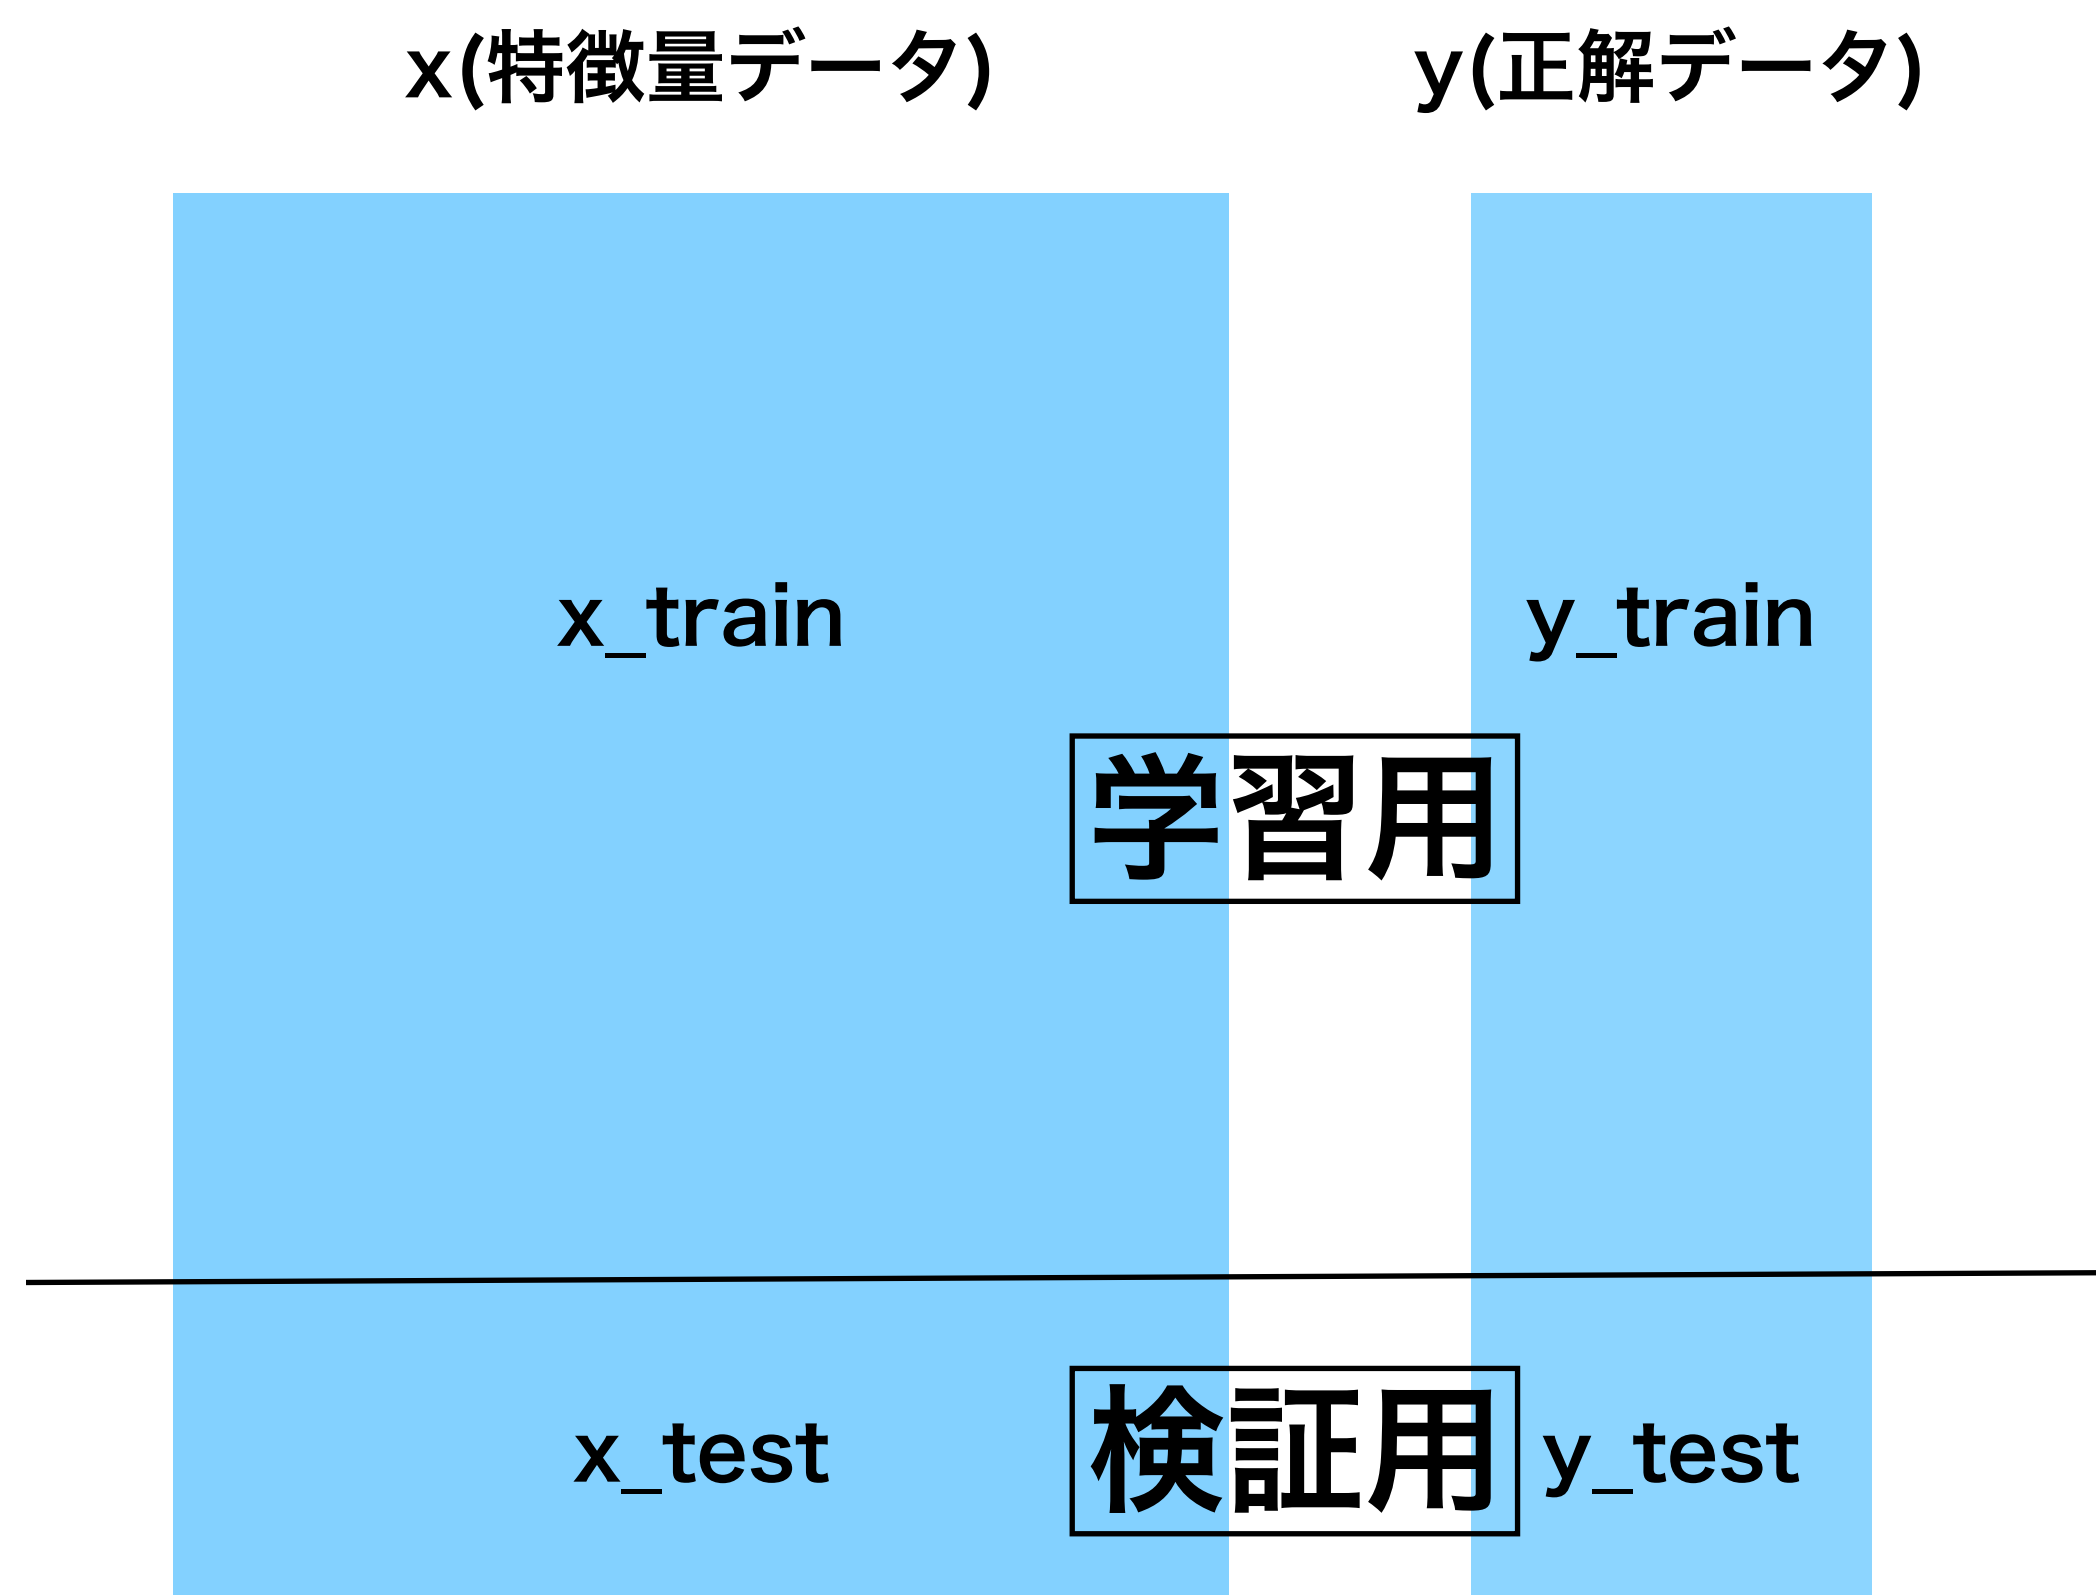 x(特徴量データ)
y(正解データ)
x_train
y_train
学習用
x_test
検証用
y_test